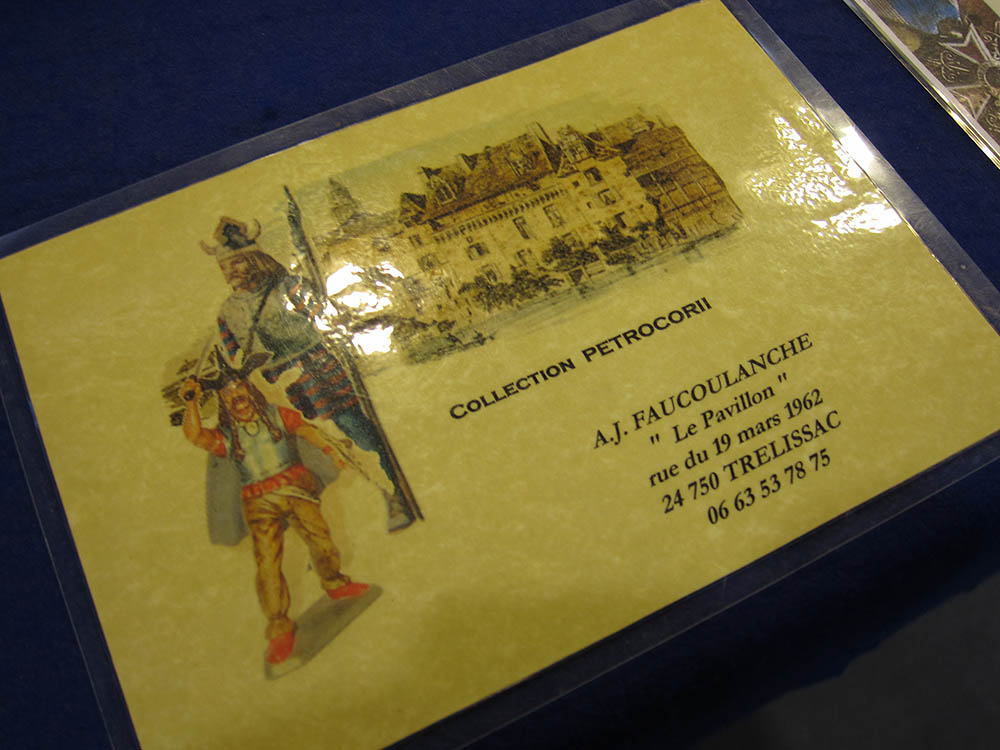 COLLECTION PETROCORII
A.J. FAUCOULANCHE
" Le Pavillon "
rue du 19 mars 1962
24 750 TRELISSAC
06 63 53 78 75